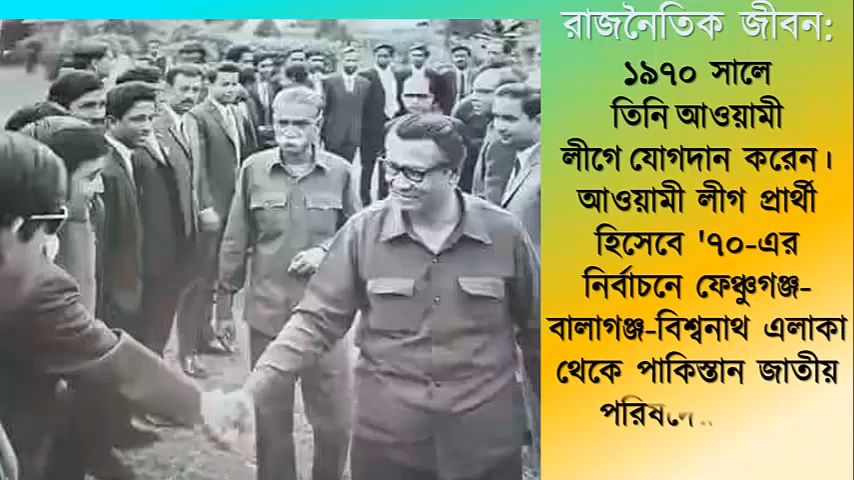 রাজনৈতিক জীবন:
১৯৭০ সালে
তিনি আওয়ামী
লীগে যোগদান করেন।
আওয়ামী লীগ প্রার্থী
হিসেবে '৭০-এর
নির্বাচনে ফেঞ্চুগঞ্জ-
বালাগঞ্জ-বিশ্বনাথ এলাকা
থেকে পাকিস্তান জাতীয়